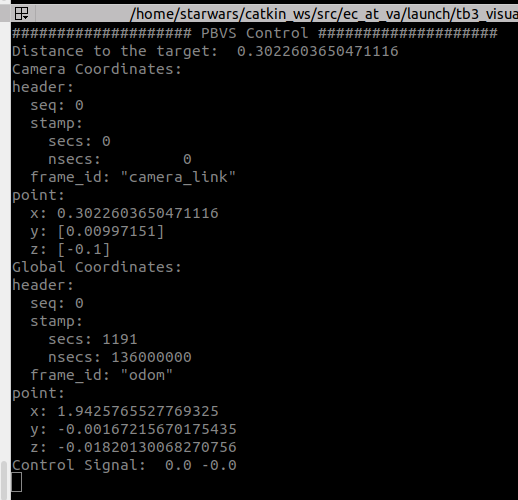 /home/starwars/catkin_ws/src/ec_at_va/launch/tb3_visua
#################### PBVS Control ####################
Distance to the target:  0.3022603650471116
Camera Coordinates:
header:
  seq: 0
  stamp:
    secs: 0
    nsecs:         0
  frame_id: "camera_link"
point:
  x: 0.3022603650471116
  y: [0.00997151]
  z: [-0.1]
Global Coordinates:
header:
  seq: 0
  stamp:
    secs: 1191
    nsecs: 136000000
  frame_id: "odom"
point:
  x: 1.9425765527769325
  y: -0.00167215670175435
  z: -0.01820130068270756
Control Signal:  0.0 -0.0